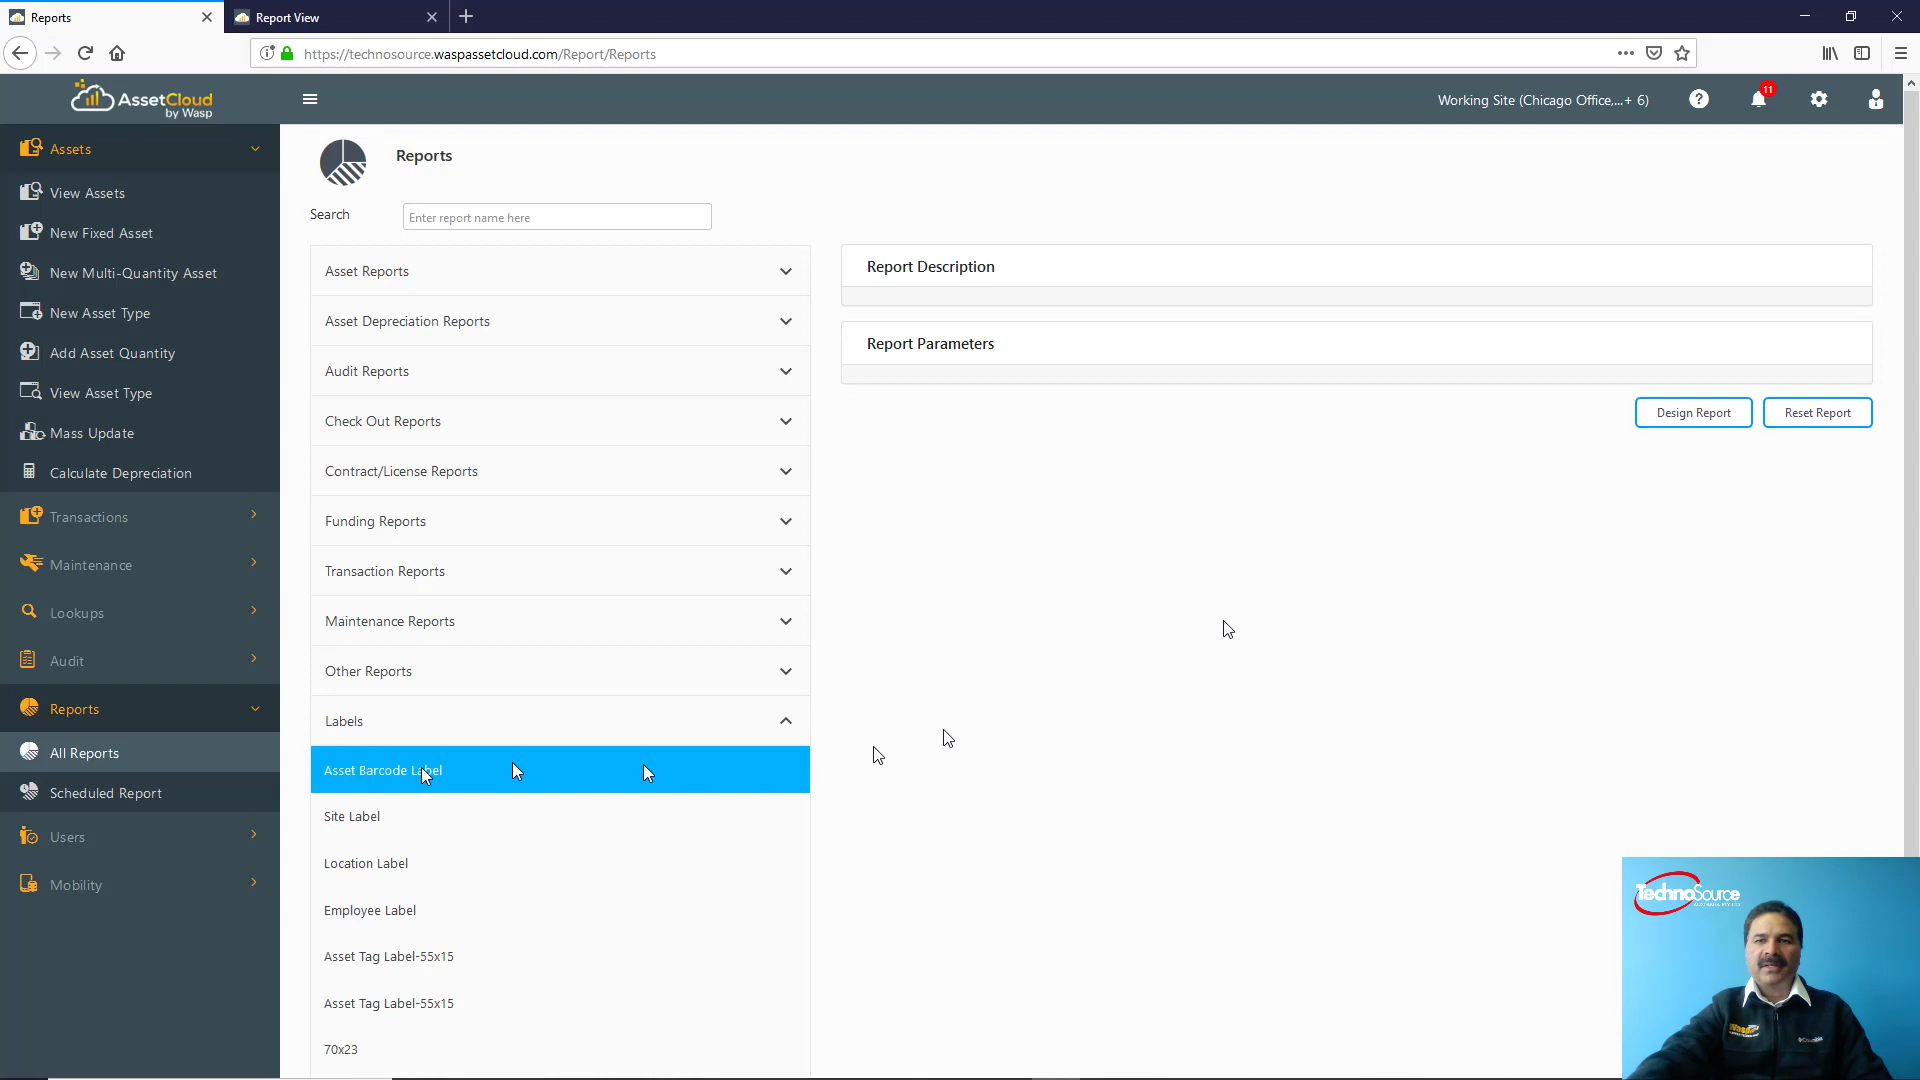 Reports
Report View
https://technosource.waspassetcloud.com/Report/Reports
AssetCloud
by Wasp
Working Site (Chicago Office,...+ 6)
11
Assets
View Assets
New Fixed Asset
New Multi-Quantity Asset
New Asset Type
Add Asset Quantity
View Asset Type
Mass Update
Calculate Depreciation
Transactions
Maintenance
Lookups
Audit
Reports
All Reports
Scheduled Report
Users
Mobility
Reports
Search
Enter report name here
Asset Reports
Asset Depreciation Reports
Audit Reports
Check Out Reports
Contract/License Reports
Funding Reports
Transaction Reports
Maintenance Reports
Other Reports
Labels
Asset Barcode Label
Site Label
Location Label
Employee Label
Asset Tag Label-55x15
Asset Tag Label-55x15
70x23
Report Description
Report Parameters
Design Report
Reset Report
TechnoSource
AUSTRALIA PTY LTD
Wasp
Columbia